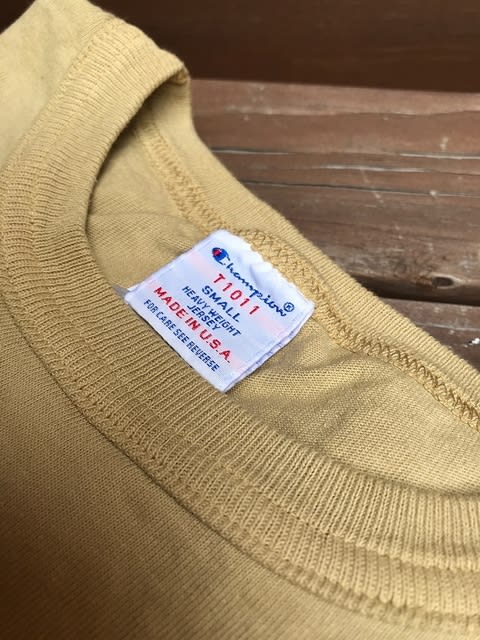 Champion®
T1011
SMALL
HEAVY WEIGHT
JERSEY
MADE IN U.S.A.
FOR CARE SEE REVERSE